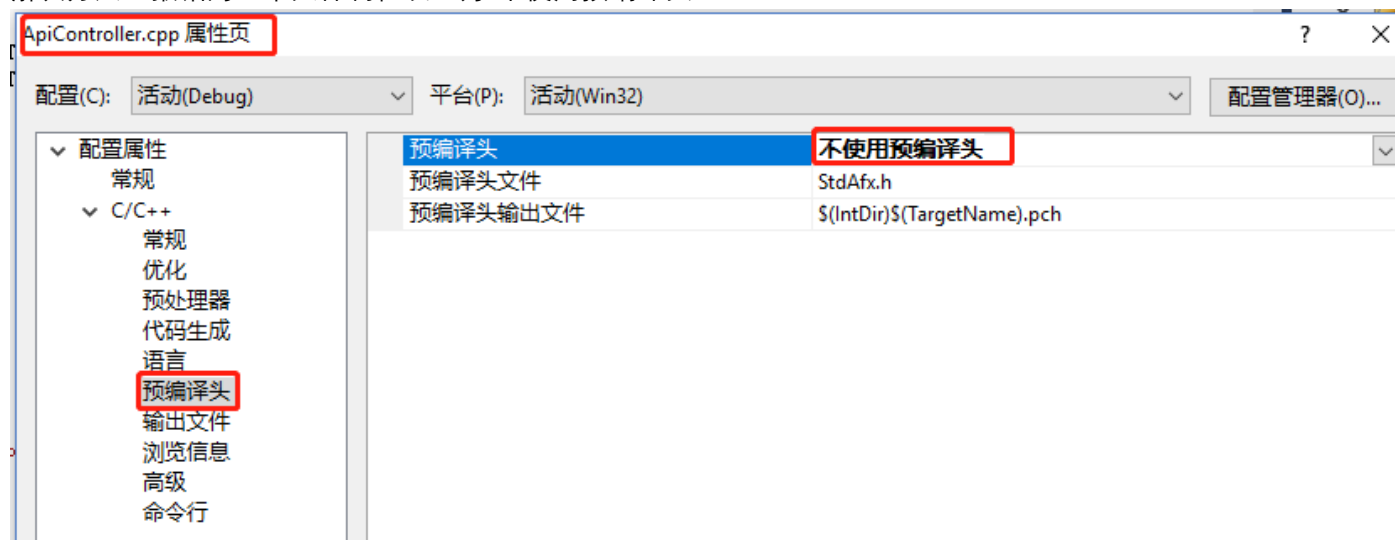 ApiController.cpp 属性页 ? ×
配置(C): 活动(Debug) 平台(P): 活动(Win32) 配置管理器(O)...
配置属性
常规
C/C++
常规
优化
预处理器
代码生成
语言
预编译头
输出文件
浏览信息
高级
命令行
预编译头 不使用预编译头
预编译头文件 StdAfx.h
预编译头输出文件 $(IntDir)$(TargetName).pch